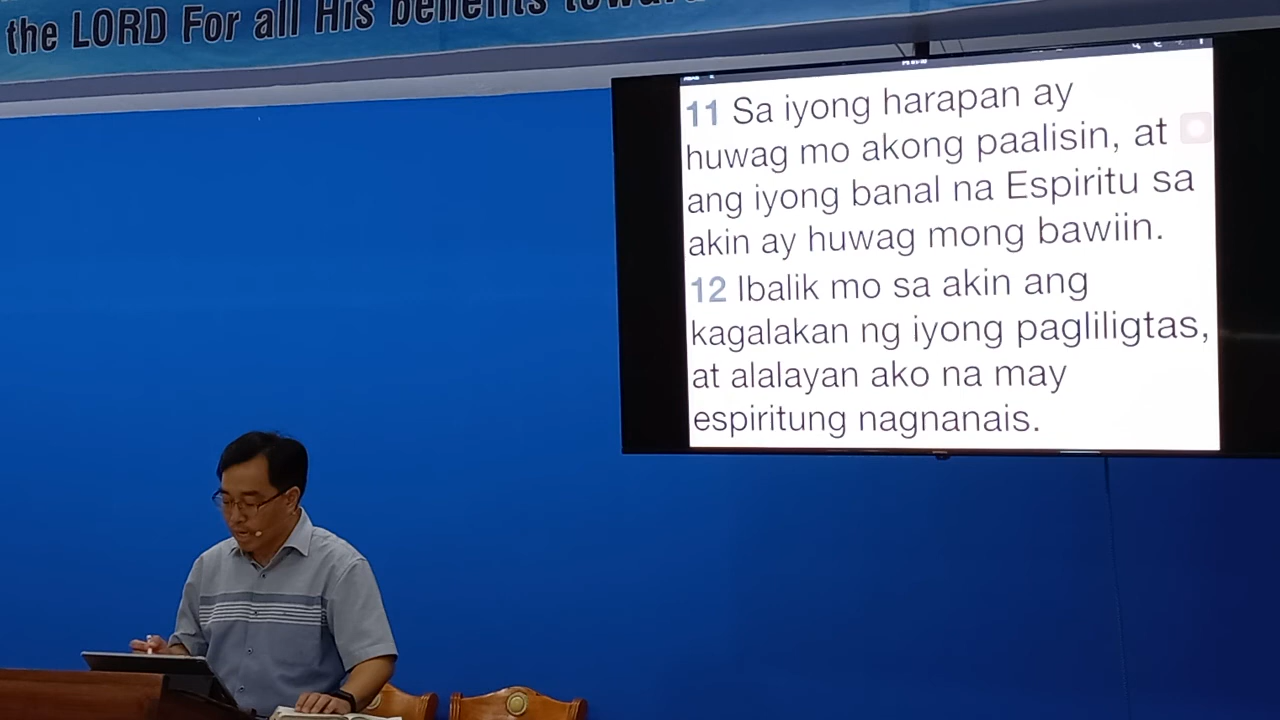 the LORD For all His benefits
11 Sa iyong harapan ay
huwag mo akong paalisin, at
ang iyong banal na Espiritu sa
akin ay huwag mong bawiin.
12 Ibalik mo sa akin ang
kagalakan ng iyong pagliligtas,
at alalayan ako na may
espiritung nagnanais.